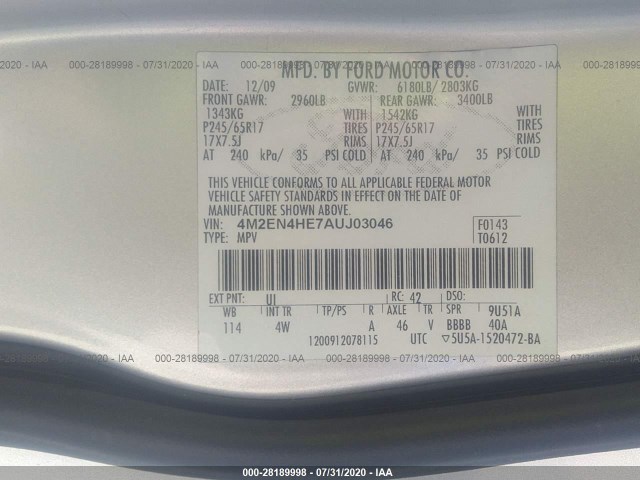 000-28189998 - 07/31/2020 - IAA 000-28189998 - 07/31/2020 - IAA 000-28189998 - 07/31/2020 - IAA
MFD. BY FORD MOTOR CO.
DATE: 12/09 GVWR: 6180LB/ 2803KG
FRONT GAWR: 2960LB REAR GAWR: 3400LB
1343KG WITH 1542KG WITH
P245/65R17 TIRES P245/65R17 TIRES
17X7.5J RIMS 17X7.5J RIMS
AT 240 kPa/ 35 PSI COLD AT 240 kPa/ 35 PSI COLD
THIS VEHICLE CONFORMS TO ALL APPLICABLE FEDERAL MOTOR
VEHICLE SAFETY STANDARDS IN EFFECT ON THE DATE OF
MANUFACTURE SHOWN ABOVE.
VIN: 4M2EN4HE7AUJ03046 F0143
TYPE: MPV T0612
EXT PNT: UI RC: 42 DSO:
WB INT TR TP/PS R AXLE TR SPR 9U51A
114 4W A 46 V BBBB 40A
1200912078115 UTC ▽5U5A-1520472-BA
000-28189998 - 07/31/2020 - IAA 000-28189998 - 07/31/2020 - IAA 000-28189998 - 07/31/2020 - IAA
000-28189998 - 07/31/2020 - IAA